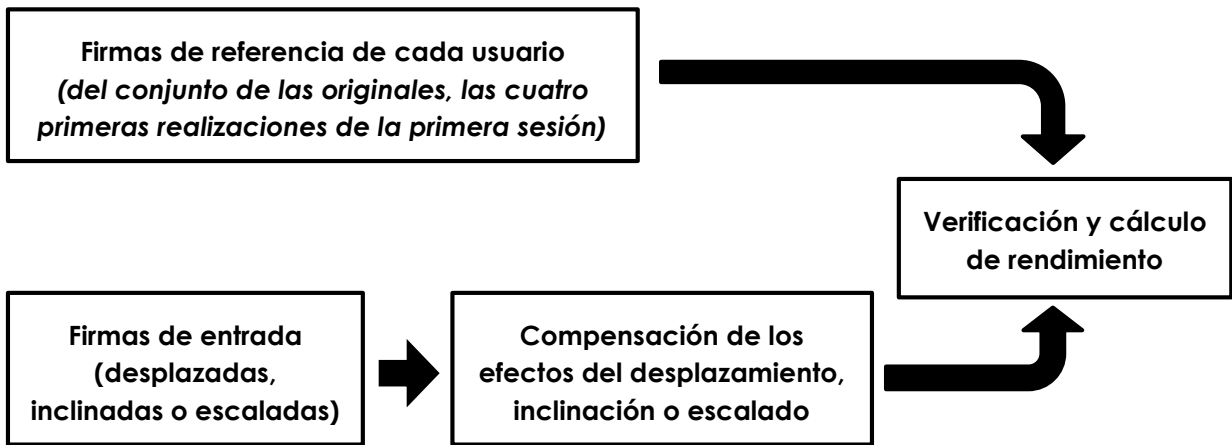 Firmas de referencia de cada usuario
(del conjunto de las originales, las cuatro
primeras realizaciones de la primera sesión)
Verificación y cálculo
de rendimiento
Firmas de entrada
(desplazadas,
inclinadas o escaladas)
Compensación de los
efectos del desplazamiento,
inclinación o escalado